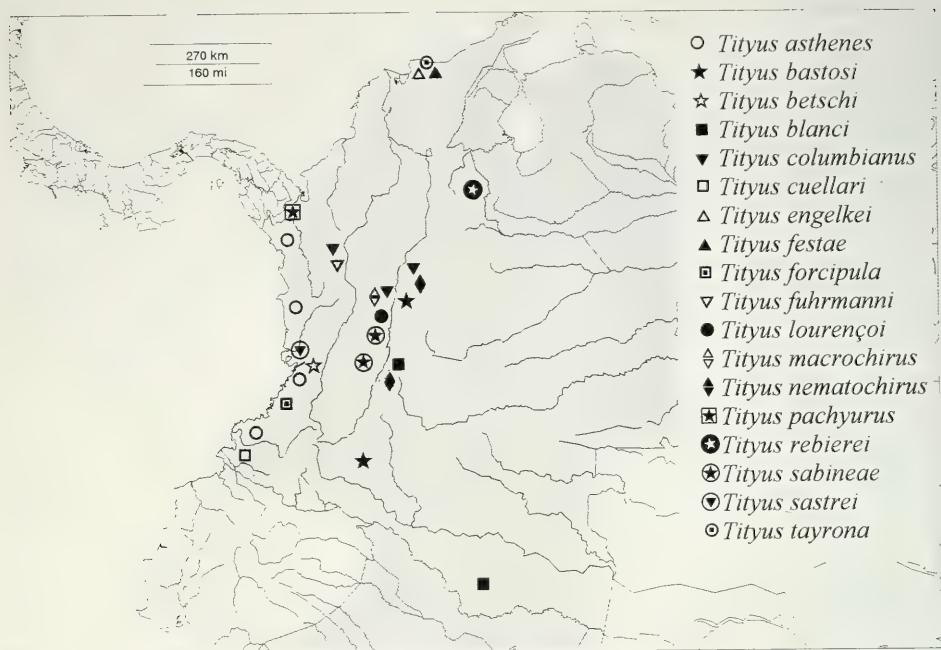 270 km
160 mi
Tityus asthenes
Tityus bastosi
Tityus betschi
Tityus blanci
Tityus columbianus
Tityus cuellari
Tityus engelkei
Tityus festae
Tityus forcipula
Tityus fuhrmanni
Tityus lourençoi
Tityus macrochirus
Tityus nematochirus
Tityus pachyurus
Tityus rebierei
Tityus sabineae
Tityus sastrei
Tityus tayrona